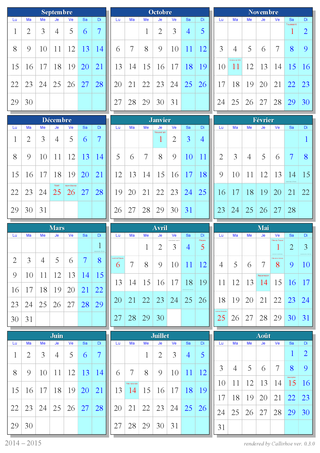 Septembre
Lu Ma Me Je Ve Sa Di
1 2 3 4 5 6 7
8 9 10 11 12 13 14
15 16 17 18 19 20 21
22 23 24 25 26 27 28
29 30
Octobre
Lu Ma Me Je Ve Sa Di
1 2 3 4 5
6 7 8 9 10 11 12
13 14 15 16 17 18 19
20 21 22 23 24 25 26
27 28 29 30 31
Novembre
Lu Ma Me Je Ve Sa Di
1 2
3 4 5 6 7 8 9
10 11 12 13 14 15 16
17 18 19 20 21 22 23
24 25 26 27 28 29 30
Décembre
Lu Ma Me Je Ve Sa Di
1 2 3 4 5 6 7
8 9 10 11 12 13 14
15 16 17 18 19 20 21
22 23 24 25 26 27 28
29 30 31
Janvier
Lu Ma Me Je Ve Sa Di
1 2 3 4
5 6 7 8 9 10 11
12 13 14 15 16 17 18
19 20 21 22 23 24 25
26 27 28 29 30 31
Février
Lu Ma Me Je Ve Sa Di
1
2 3 4 5 6 7 8
9 10 11 12 13 14 15
16 17 18 19 20 21 22
23 24 25 26 27 28
Mars
Lu Ma Me Je Ve Sa Di
1
2 3 4 5 6 7 8
9 10 11 12 13 14 15
16 17 18 19 20 21 22
23 24 25 26 27 28 29
30 31
Avril
Lu Ma Me Je Ve Sa Di
1 2 3 4 5
6 7 8 9 10 11 12
13 14 15 16 17 18 19
20 21 22 23 24 25 26
27 28 29 30
Mai
Lu Ma Me Je Ve Sa Di
1 2 3
4 5 6 7 8 9 10
11 12 13 14 15 16 17
18 19 20 21 22 23 24
25 26 27 28 29 30 31
Juin
Lu Ma Me Je Ve Sa Di
1 2 3 4 5 6 7
8 9 10 11 12 13 14
15 16 17 18 19 20 21
22 23 24 25 26 27 28
29 30
Juillet
Lu Ma Me Je Ve Sa Di
1 2 3 4 5
6 7 8 9 10 11 12
13 14 15 16 17 18 19
20 21 22 23 24 25 26
27 28 29 30 31
Août
Lu Ma Me Je Ve Sa Di
1 2
3 4 5 6 7 8 9
10 11 12 13 14 15 16
17 18 19 20 21 22 23
24 25 26 27 28 29 30
31
2014 – 2015
rendered by Callirhoe ver. 0.3.0